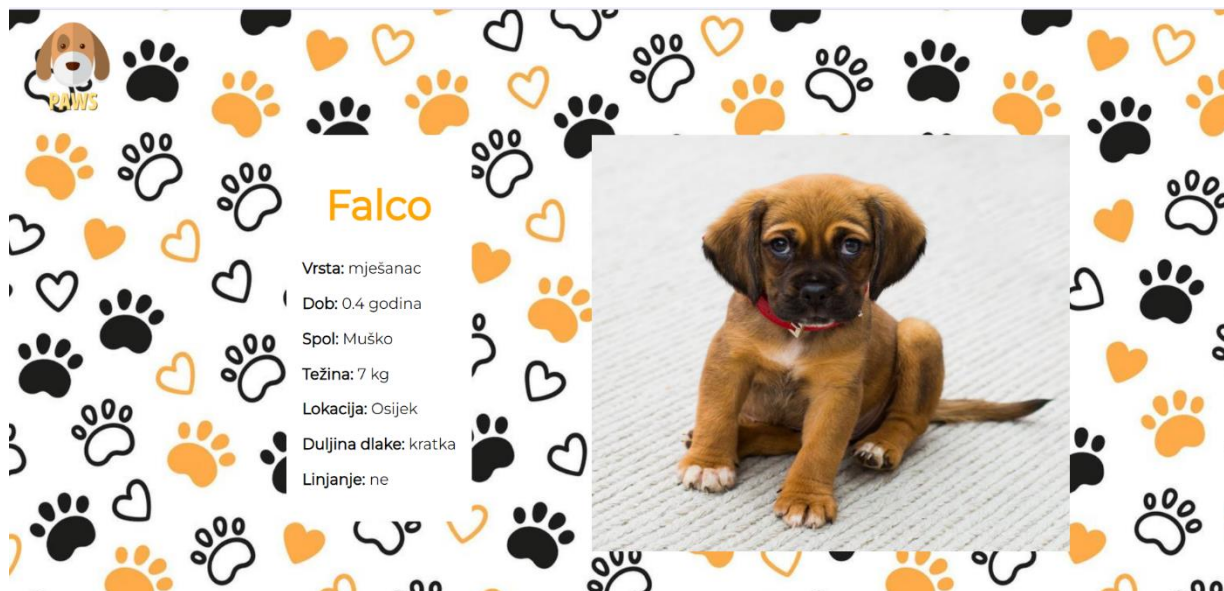 PAWS
Falco
Vrsta: mješanac
Dob: 0.4 godina
Spol: Muško
Težina: 7 kg
Lokacija: Osijek
Duljina dlake: kratka
Linjanje: ne